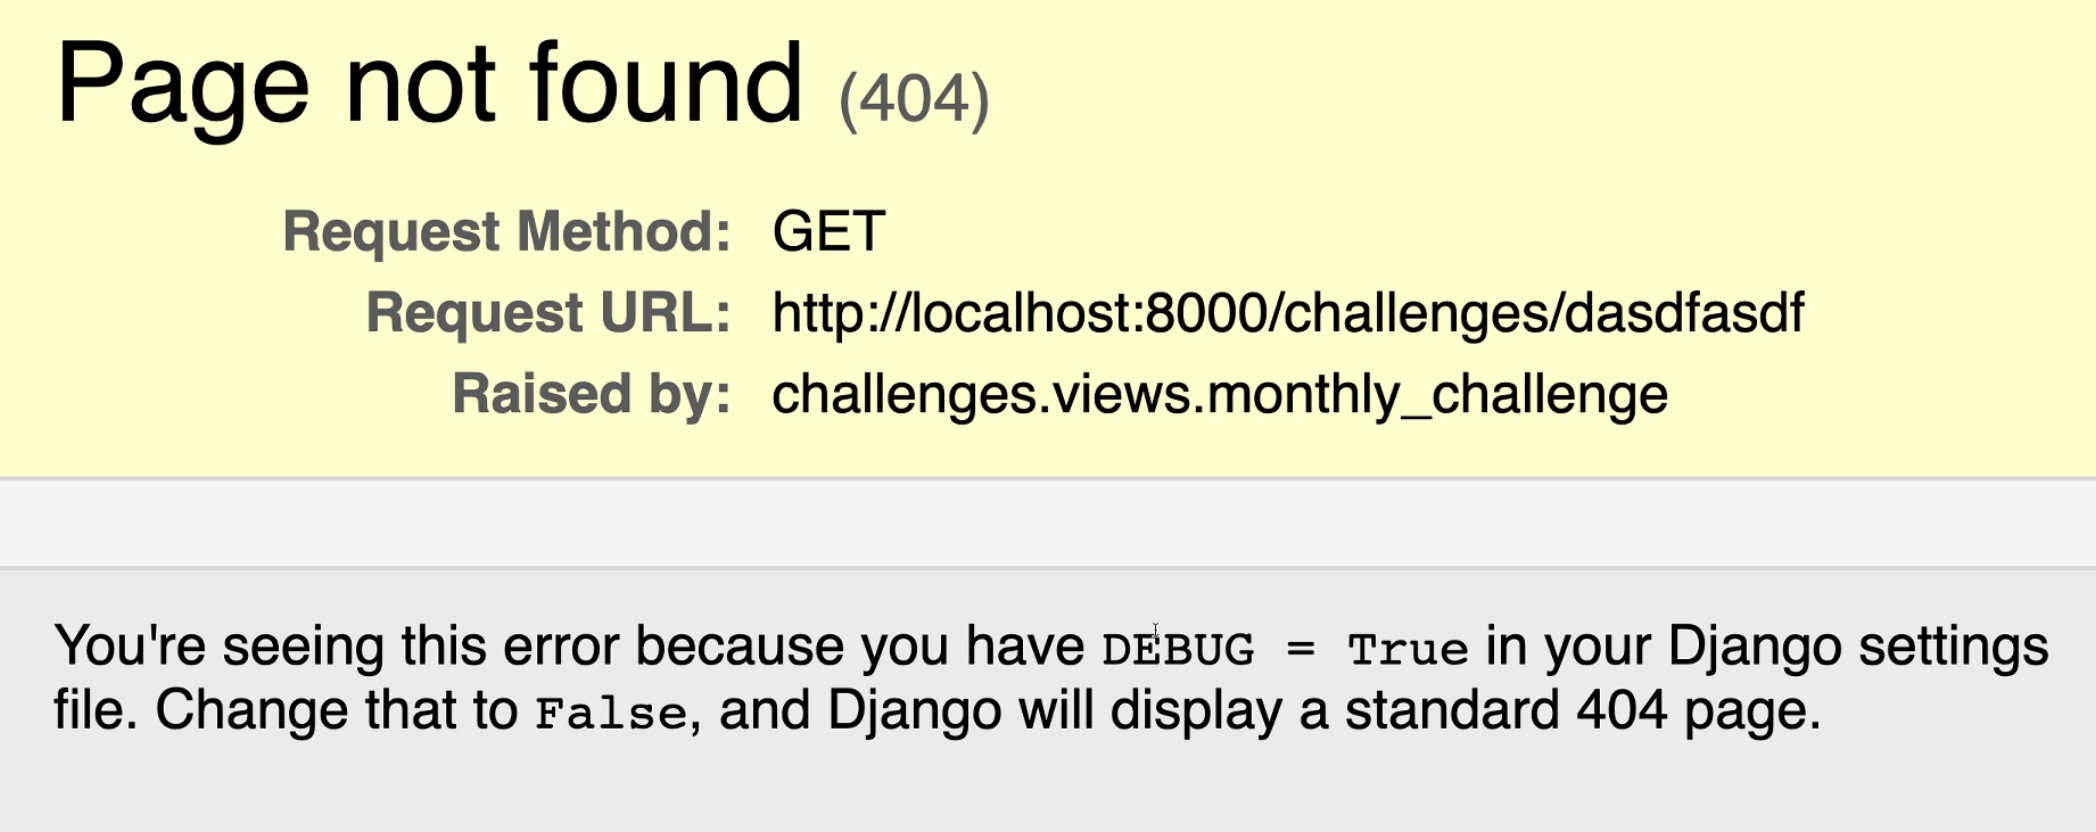 Page not found (404)
Request Method: GET
Request URL: http://localhost:8000/challenges/dasdfasdf
Raised by: challenges.views.monthly_challenge
You're seeing this error because you have DEBUG = True in your Django settings
file. Change that to False, and Django will display a standard 404 page.